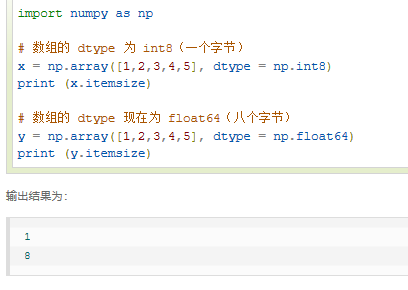 import numpy as np
# 数组的 dtype 为 int8（一个字节）
x = np.array([1,2,3,4,5], dtype = np.int8)
print (x.itemsize)
# 数组的 dtype 现在为 float64（八个字节）
y = np.array([1,2,3,4,5], dtype = np.float64)
print (y.itemsize)
输出结果为：
1
8